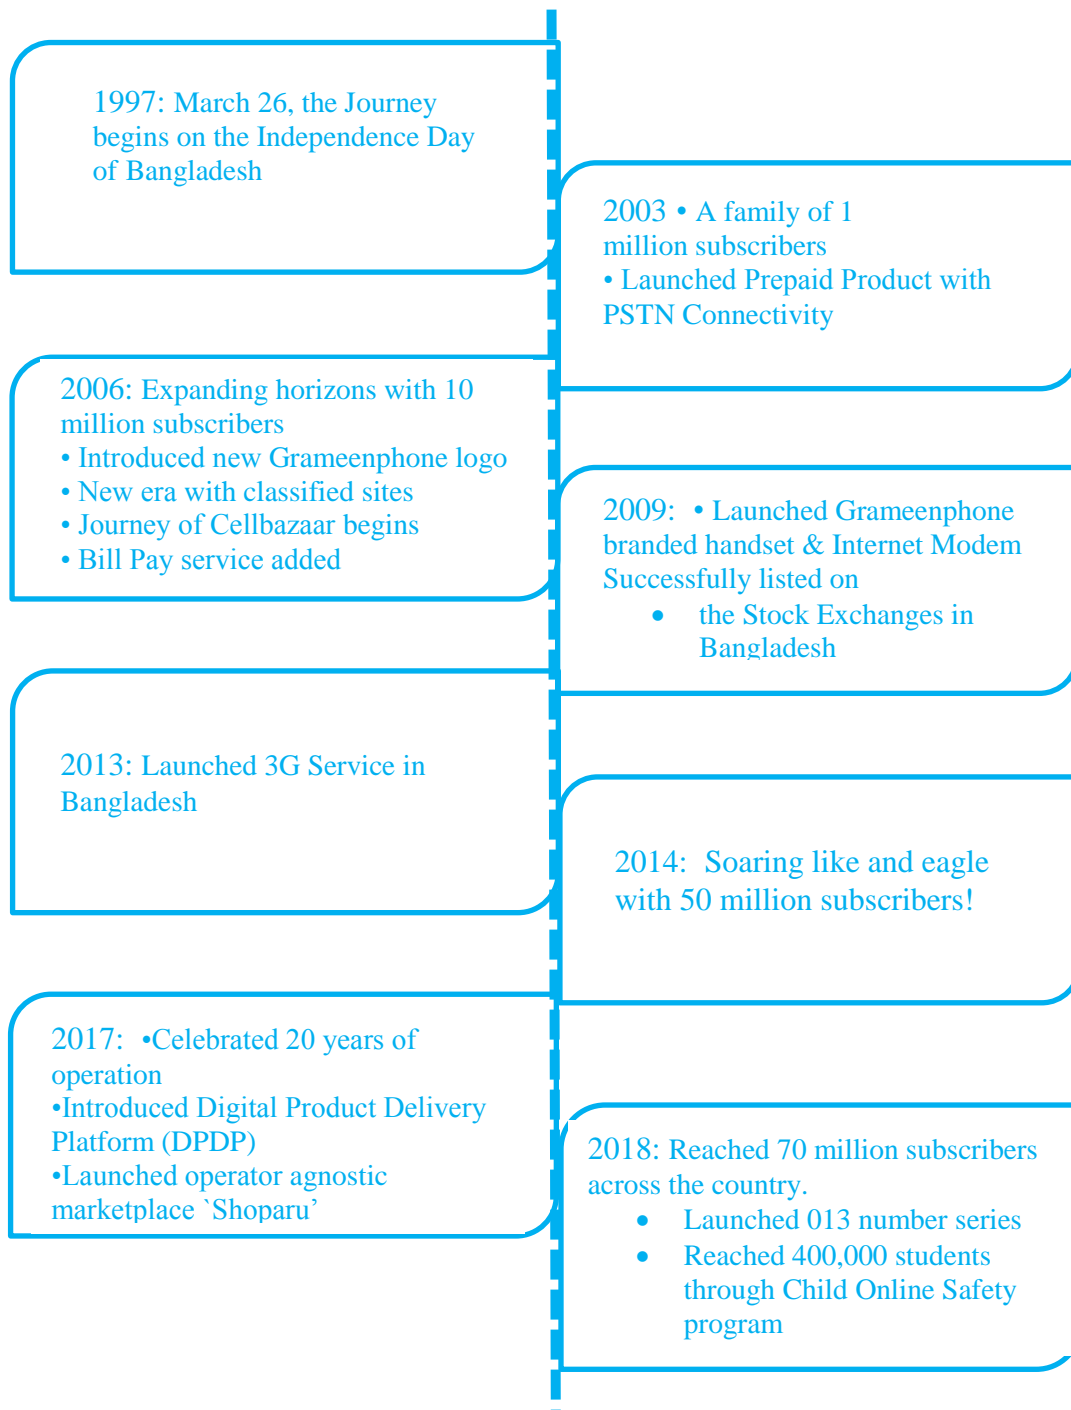 1997: March 26, the Journey
begins on the Independence Day
of Bangladesh
2003 • A family of 1
million subscribers
• Launched Prepaid Product with
PSTN Connectivity
2006: Expanding horizons with 10
million subscribers
• Introduced new Grameenphone logo
• New era with classified sites
• Journey of Cellbazaar begins
• Bill Pay service added
2009: • Launched Grameenphone
branded handset & Internet Modem
Successfully listed on
• the Stock Exchanges in
Bangladesh
2013: Launched 3G Service in
Bangladesh
2014: Soaring like and eagle
with 50 million subscribers!
2017: •Celebrated 20 years of
operation
•Introduced Digital Product Delivery
Platform (DPDP)
•Launched operator agnostic
marketplace `Shoparu’
2018: Reached 70 million subscribers
across the country.
• Launched 013 number series
• Reached 400,000 students
through Child Online Safety
program